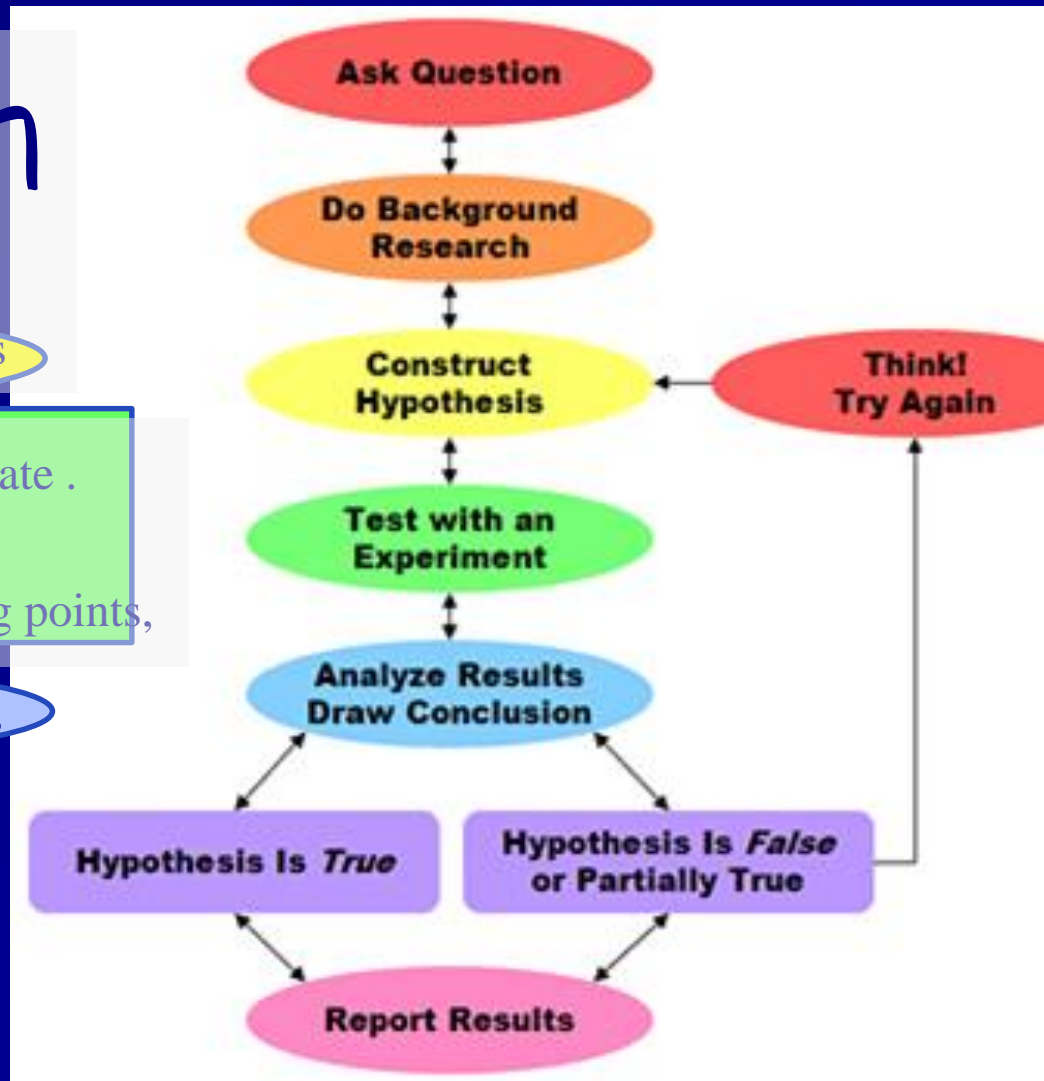 Ask Question
Do Background
Research
Construct
Hypothesis
Think!
Try Again
ate .
Test with an
Experiment
points,
Analyze Results
Draw Conclusion
Hypothesis Is True
Hypothesis Is False
or Partially True
Report Results